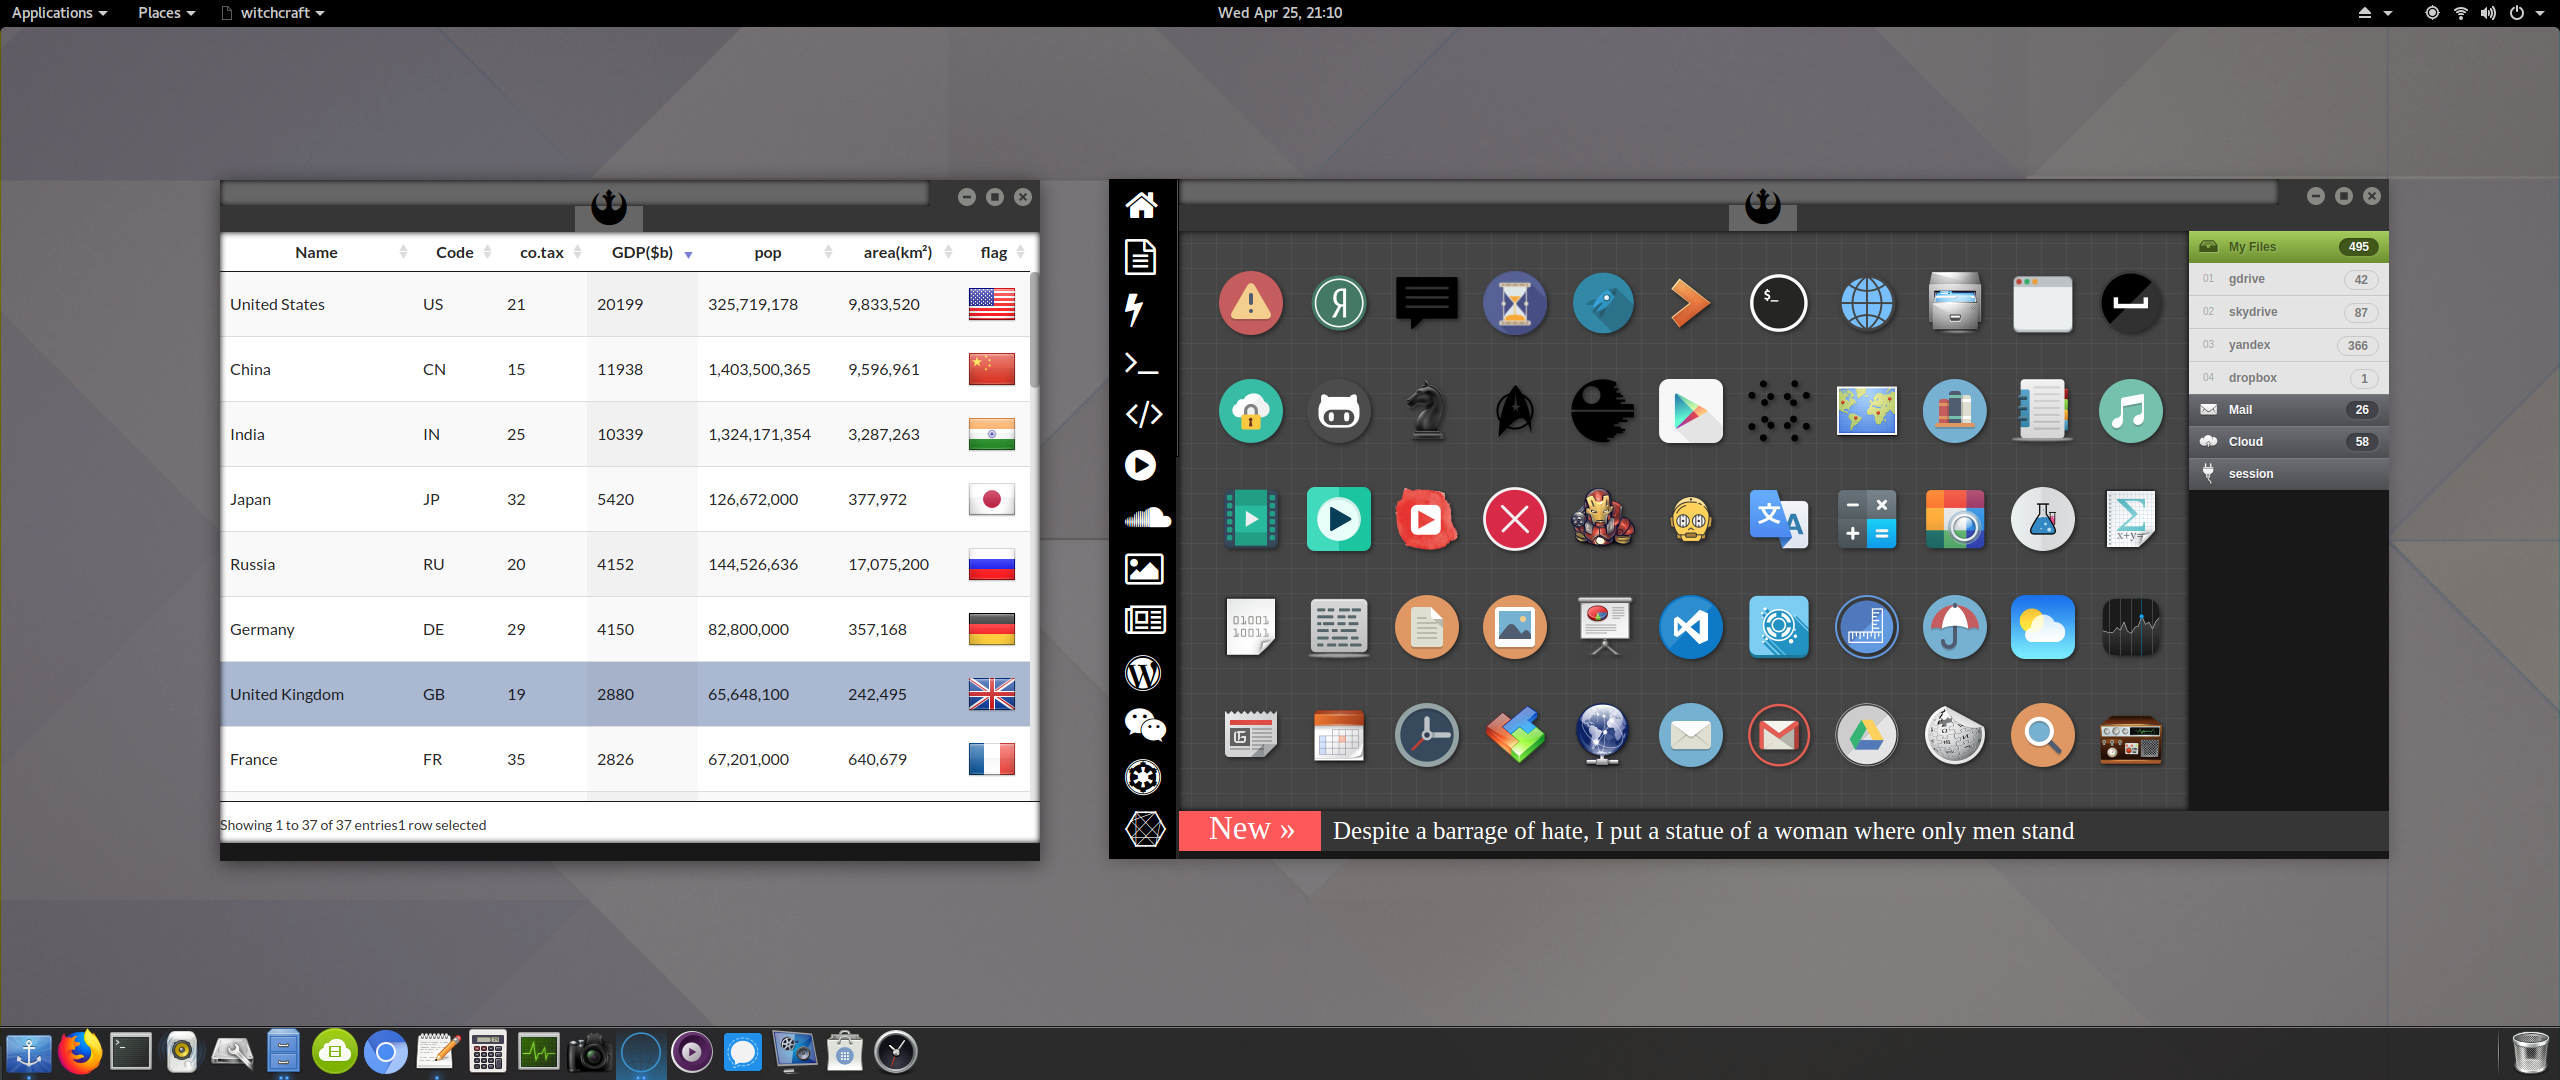 Applications
Places
witchcraft
Wed Apr 25, 21:10
Name Code co.tax GDP($b) pop area(km²) flag
United States US 21 20199 325,719,178 9,833,520
China CN 15 11938 1,403,500,365 9,596,961
India IN 25 10339 1,324,171,354 3,287,263
Japan JP 32 5420 126,672,000 377,972
Russia RU 20 4152 144,526,636 17,075,200
Germany DE 29 4150 82,800,000 357,168
United Kingdom GB 19 2880 65,648,100 242,495
France FR 35 2826 67,201,000 640,679
Showing 1 to 37 of 37 entries1 row selected
Я
$_
文 A
Σ
x+y=
01001
10011
G
My Files 495
01 gdrive 42
02 skydrive 87
03 yandex 366
04 dropbox 1
Mail 26
Cloud 58
session
New » Despite a barrage of hate, I put a statue of a woman where only men stand